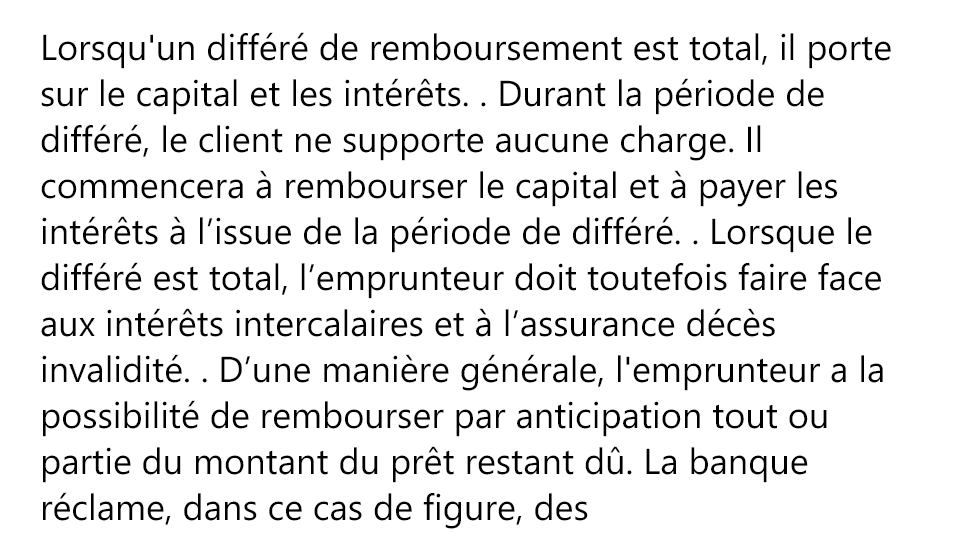 Lorsqu'un différé de remboursement est total, il porte
sur le capital et les intérêts. . Durant la période de
différé, le client ne supporte aucune charge. Il
commencera à rembourser le capital et à payer les
intérêts à l’issue de la période de différé. . Lorsque le
différé est total, l’emprunteur doit toutefois faire face
aux intérêts intercalaires et à l’assurance décès
invalidité. . D’une manière générale, l'emprunteur a la
possibilité de rembourser par anticipation tout ou
partie du montant du prêt restant dû. La banque
réclame, dans ce cas de figure, des